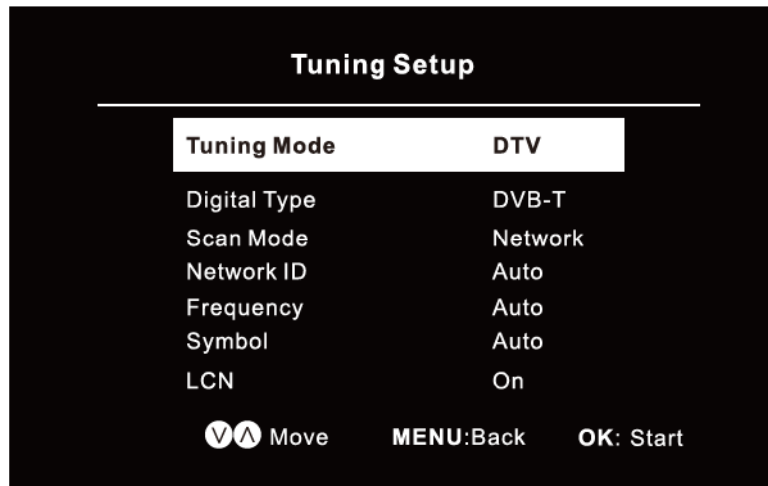 Tuning Setup
Tuning Mode DTV
Digital Type DVB-T
Scan Mode Network
Network ID Auto
Frequency Auto
Symbol Auto
LCN On
Move MENU:Back OK: Start